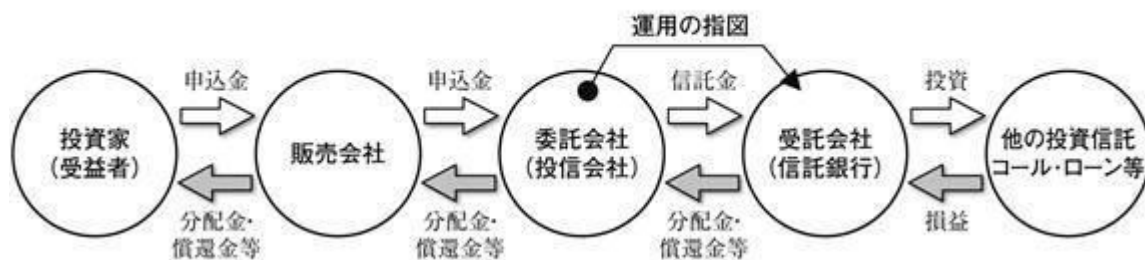 運用の指図
申込金
申込金
信託金
投資
投資家
(受益者)
販売会社
委託会社
(投信会社)
受託会社
(信託銀行)
他の投資信託
コール・ローン等
分配金・
償還金等
分配金・
償還金等
分配金・
償還金等
損益